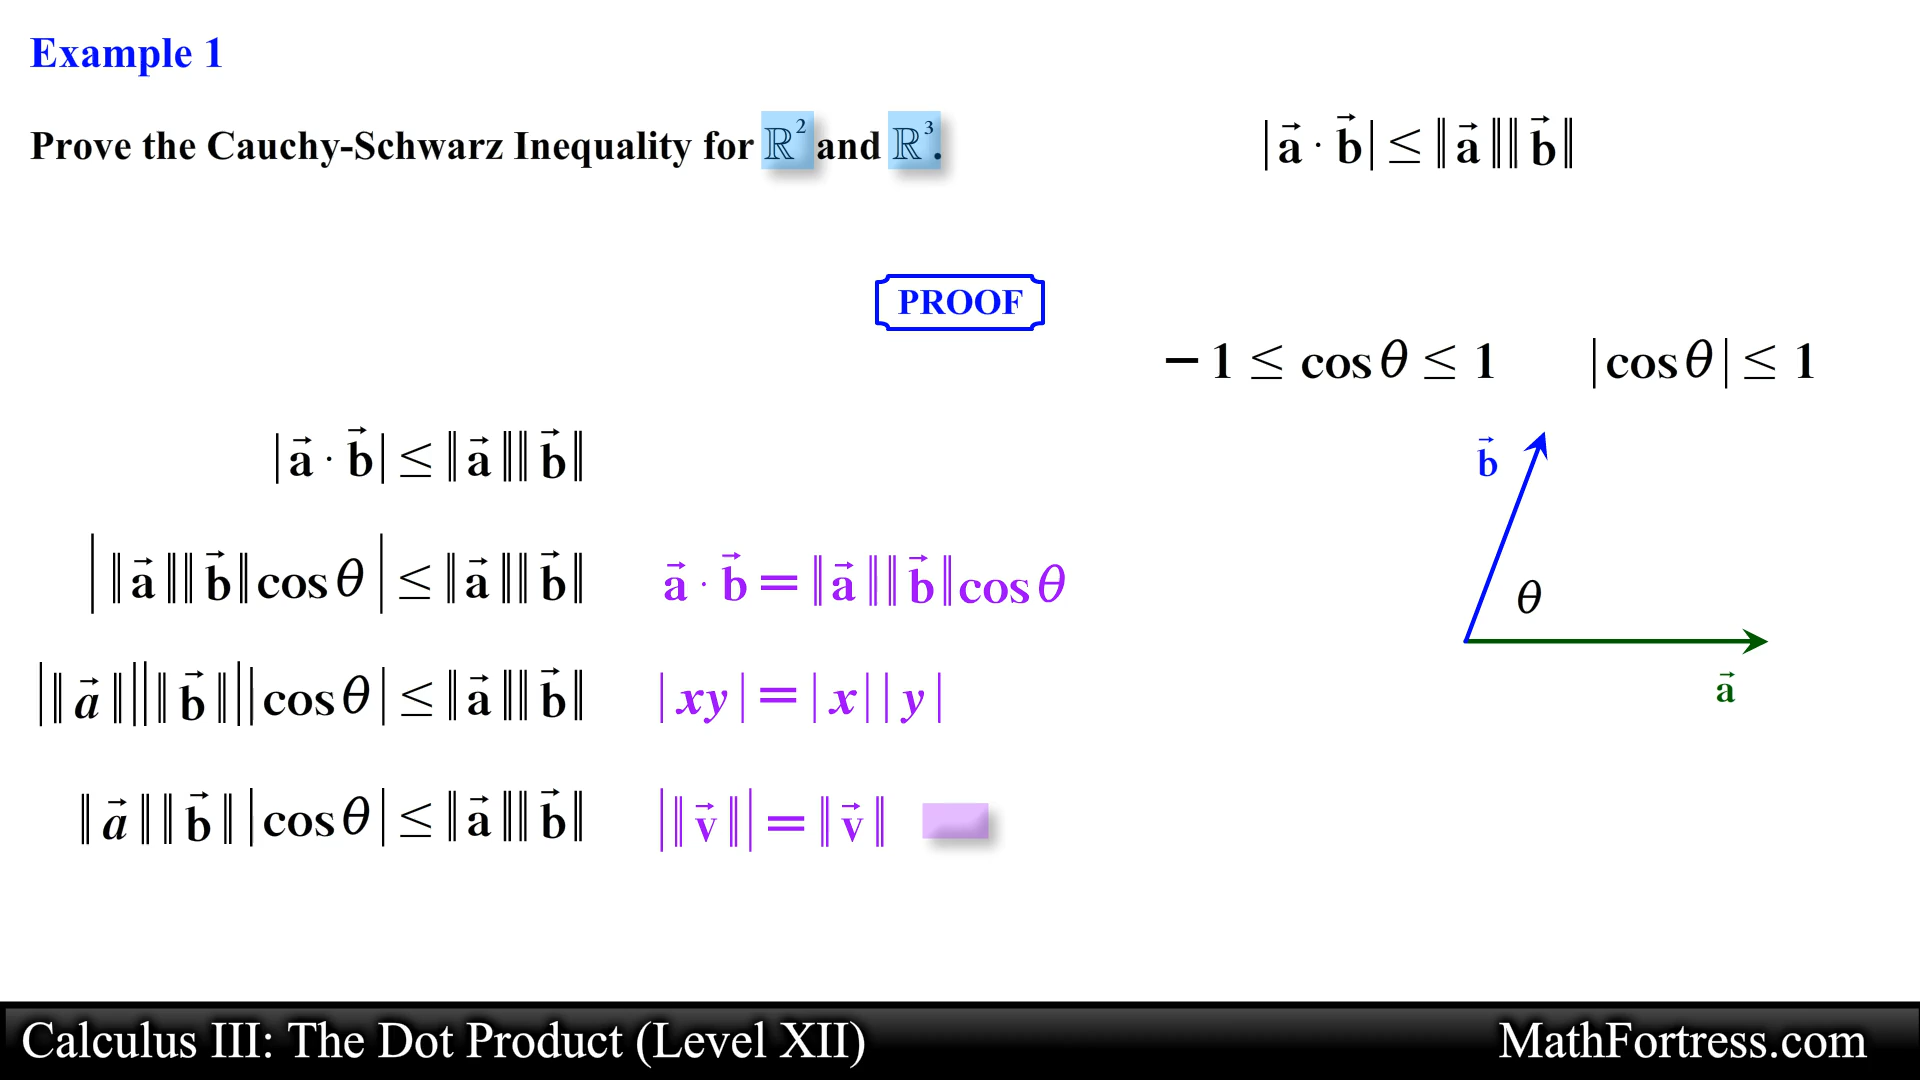 Example 1
Prove the Cauchy-Schwarz Inequality for ℝ² and ℝ³.
|a⃗ · b⃗| ≤ ‖a⃗‖‖b⃗‖
PROOF
− 1 ≤ cos θ ≤ 1
|cos θ| ≤ 1
|a⃗ · b⃗| ≤ ‖a⃗‖‖b⃗‖
|‖a⃗‖‖b⃗‖cos θ| ≤ ‖a⃗‖‖b⃗‖
a⃗ · b⃗ = ‖a⃗‖‖b⃗‖cos θ
|‖a⃗‖||‖b⃗‖||cos θ| ≤ ‖a⃗‖‖b⃗‖
|xy| = |x||y|
‖a⃗‖‖b⃗‖|cos θ| ≤ ‖a⃗‖‖b⃗‖
|‖v⃗‖| = ‖v⃗‖
b⃗
θ
a⃗
Calculus III: The Dot Product (Level XII)
MathFortress.com